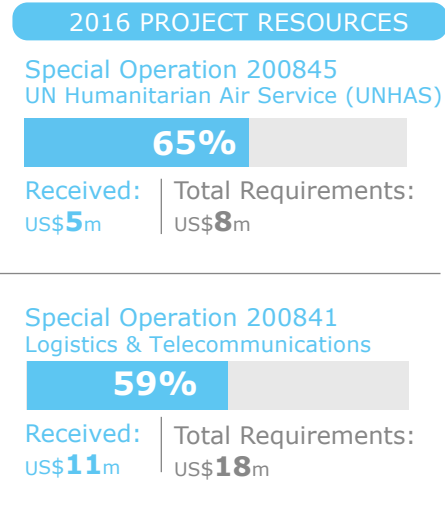 2016 PROJECT RESOURCES
Special Operation 200845
UN Humanitarian Air Service (UNHAS)
65%
Received: Total Requirements:
US$5m US$8m
Special Operation 200841
Logistics & Telecommunications
59%
Received: Total Requirements:
US$11m US$18m